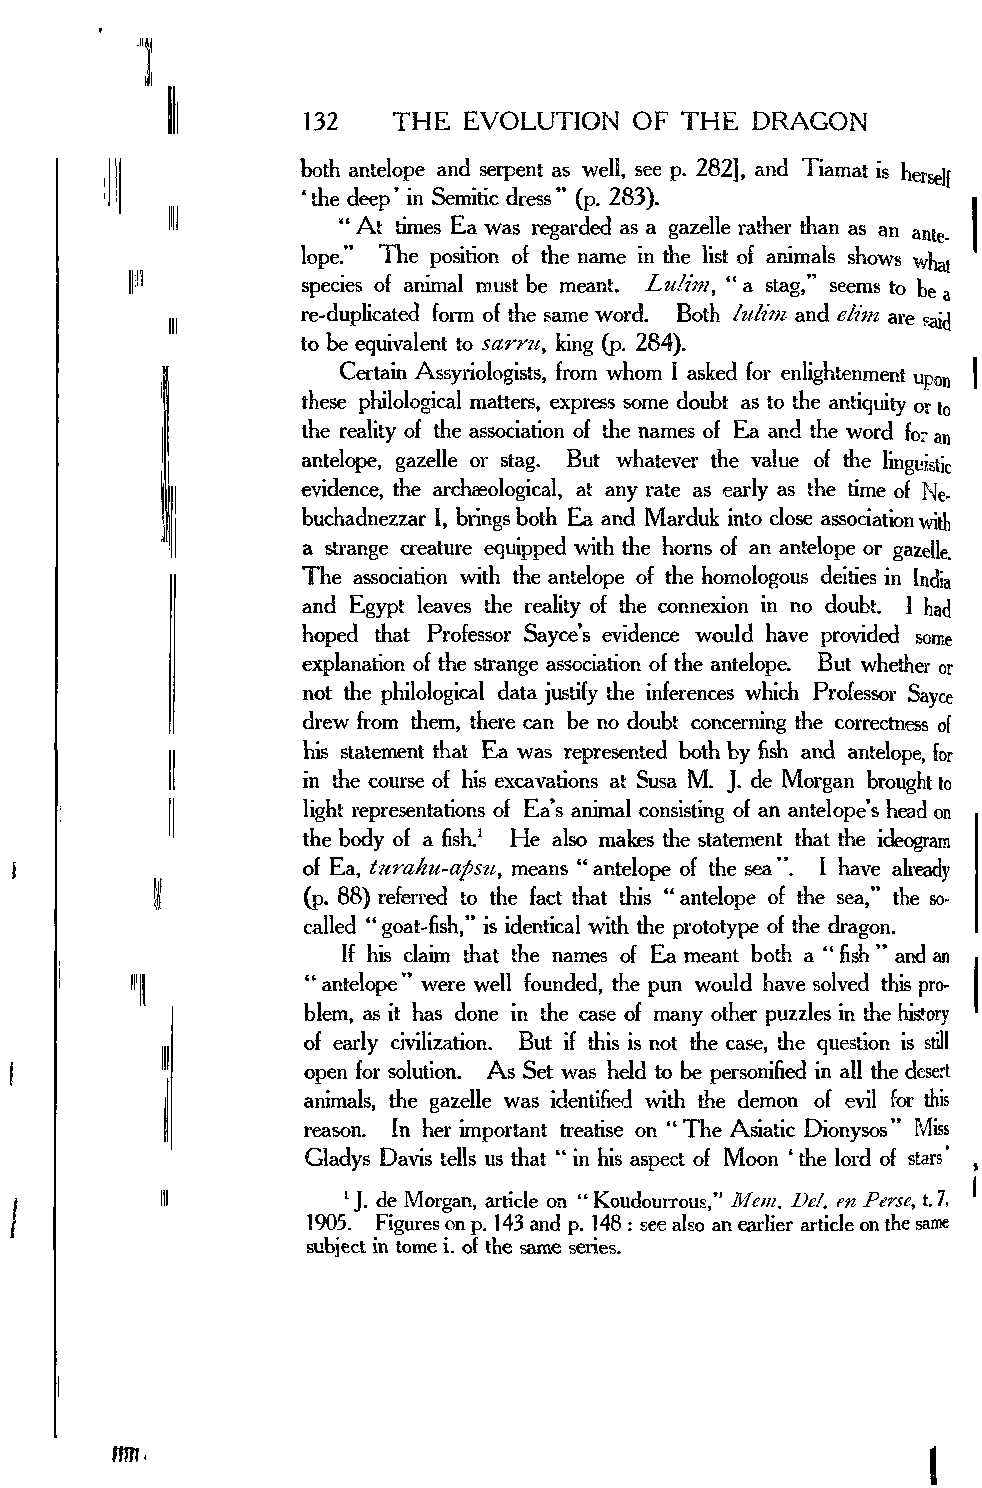 132 THE EVOLUTION OF THE DRAGON
both antelope and serpent as well, see p. 282], and Tiamat is herself
‘the deep’ in Semitic dress” (p. 283).
“At times Ea was regarded as a gazelle rather than as an ante-
lope.” The position of the name in the list of animals shows what
species of animal must be meant. Lulim, “a stag,” seems to be a
re-duplicated form of the same word. Both lulim and elim are said
to be equivalent to sarru, king (p. 284).
Certain Assyriologists, from whom I asked for enlightenment upon
these philological matters, express some doubt as to the antiquity or to
the reality of the association of the names of Ea and the word for an
antelope, gazelle or stag. But whatever the value of the linguistic
evidence, the archæological, at any rate as early as the time of Ne-
buchadnezzar I, brings both Ea and Marduk into close association with
a strange creature equipped with the horns of an antelope or gazelle.
The association with the antelope of the homologous deities in India
and Egypt leaves the reality of the connexion in no doubt. I had
hoped that Professor Sayce’s evidence would have provided some
explanation of the strange association of the antelope. But whether or
not the philological data justify the inferences which Professor Sayce
drew from them, there can be no doubt concerning the correctness of
his statement that Ea was represented both by fish and antelope, for
in the course of his excavations at Susa M. J. de Morgan brought to
light representations of Ea’s animal consisting of an antelope’s head on
the body of a fish.¹ He also makes the statement that the ideogram
of Ea, turahu-apsu, means “antelope of the sea”. I have already
(p. 88) referred to the fact that this “antelope of the sea,” the so-
called “goat-fish,” is identical with the prototype of the dragon.
If his claim that the names of Ea meant both a “fish” and an
“antelope” were well founded, the pun would have solved this pro-
blem, as it has done in the case of many other puzzles in the history
of early civilization. But if this is not the case, the question is still
open for solution. As Set was held to be personified in all the desert
animals, the gazelle was identified with the demon of evil for this
reason. In her important treatise on “The Asiatic Dionysos” Miss
Gladys Davis tells us that “in his aspect of Moon ‘the lord of stars’
¹ J. de Morgan, article on “Koudourrous,” Mem. Del. en Perse, t. 7,
1905. Figures on p. 143 and p. 148 : see also an earlier article on the same
subject in tome i. of the same series.